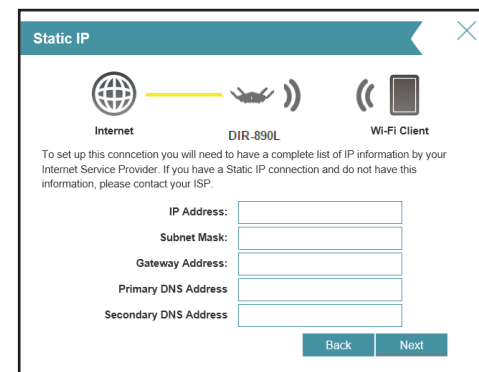 Static IP
Internet
DIR-890L
Wi-Fi Client
To set up this conncetion you will need to have a complete list of IP information by your
Internet Service Provider. If you have a Static IP connection and do not have this
information, please contact your ISP.
IP Address:
Subnet Mask:
Gateway Address:
Primary DNS Address
Secondary DNS Address
Back Next